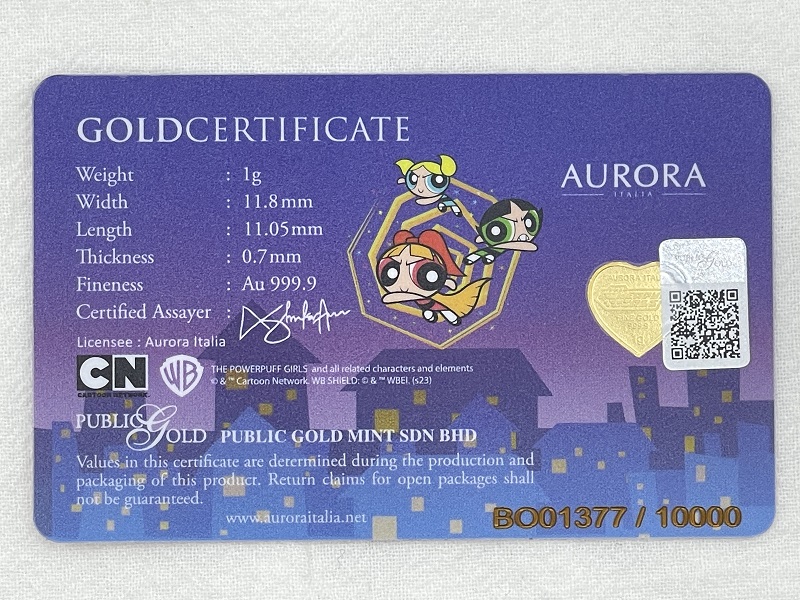 GOLDCERTIFICATE
Weight : 1g
Width : 11.8mm
Length : 11.05mm
Thickness : 0.7mm
Fineness : Au 999.9
Certified Assayer :
Licensee : Aurora Italia
AURORA
ITALIA
AURORA ITALIA
1g
CN
CARTOON NETWORK.
WB
THE POWERPUFF GIRLS and all related characters and elements
© & ™ Cartoon Network. WB SHIELD: © & ™ WBEI. (s23)
PUBLIC GOLD PUBLIC GOLD MINT SDN BHD
Values in this certificate are determined during the production and
packaging of this product. Return claims for open packages shall
not be guaranteed.
www.auroraitalia.net
BO01377 / 10000